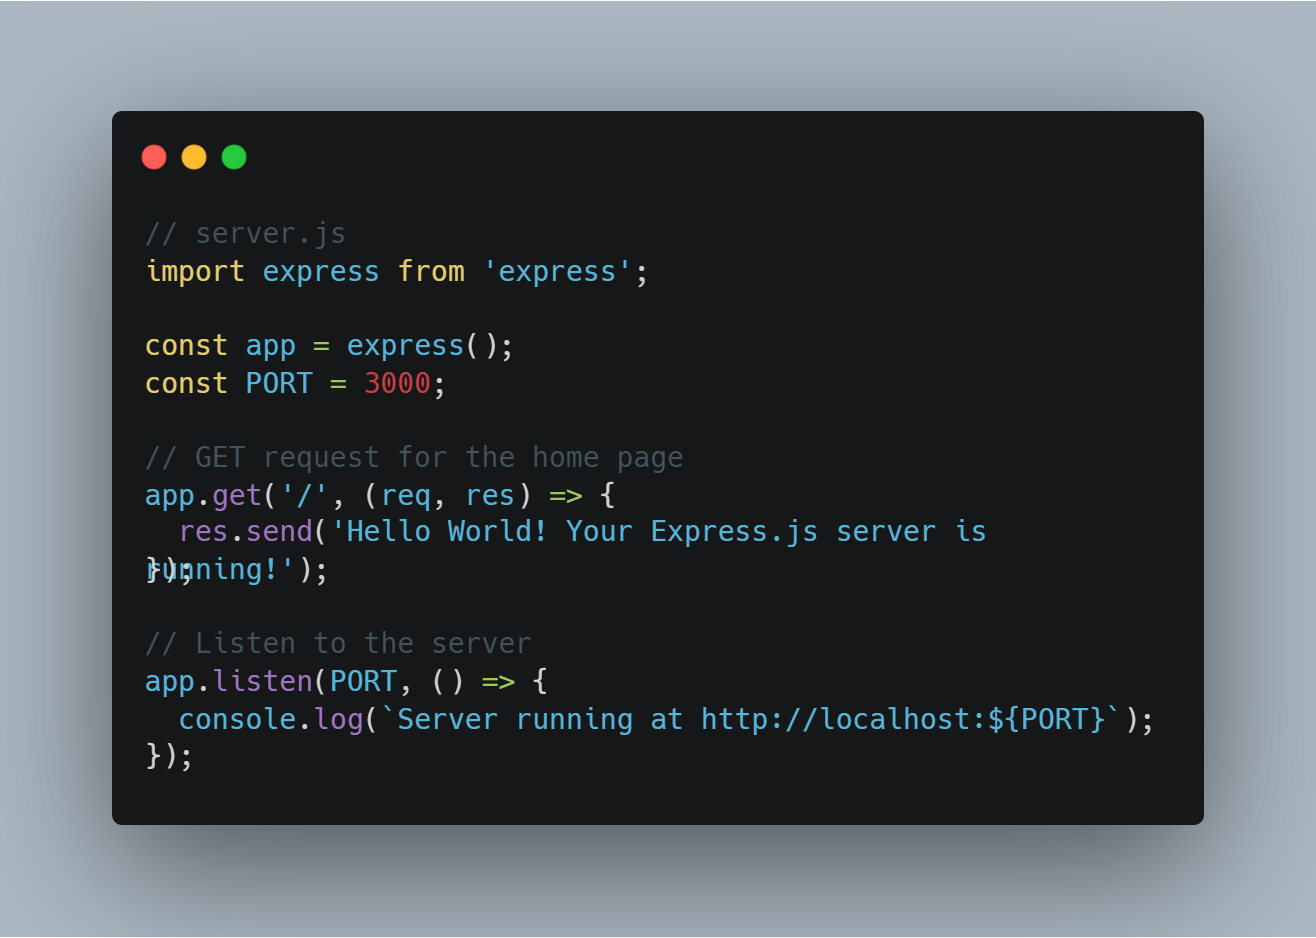 // server.js
import express from 'express';
const app = express();
const PORT = 3000;
// GET request for the home page
app.get('/', (req, res) => {
  res.send('Hello World! Your Express.js server is
running!');
});
// Listen to the server
app.listen(PORT, () => {
  console.log(`Server running at http://localhost:${PORT}`);
});